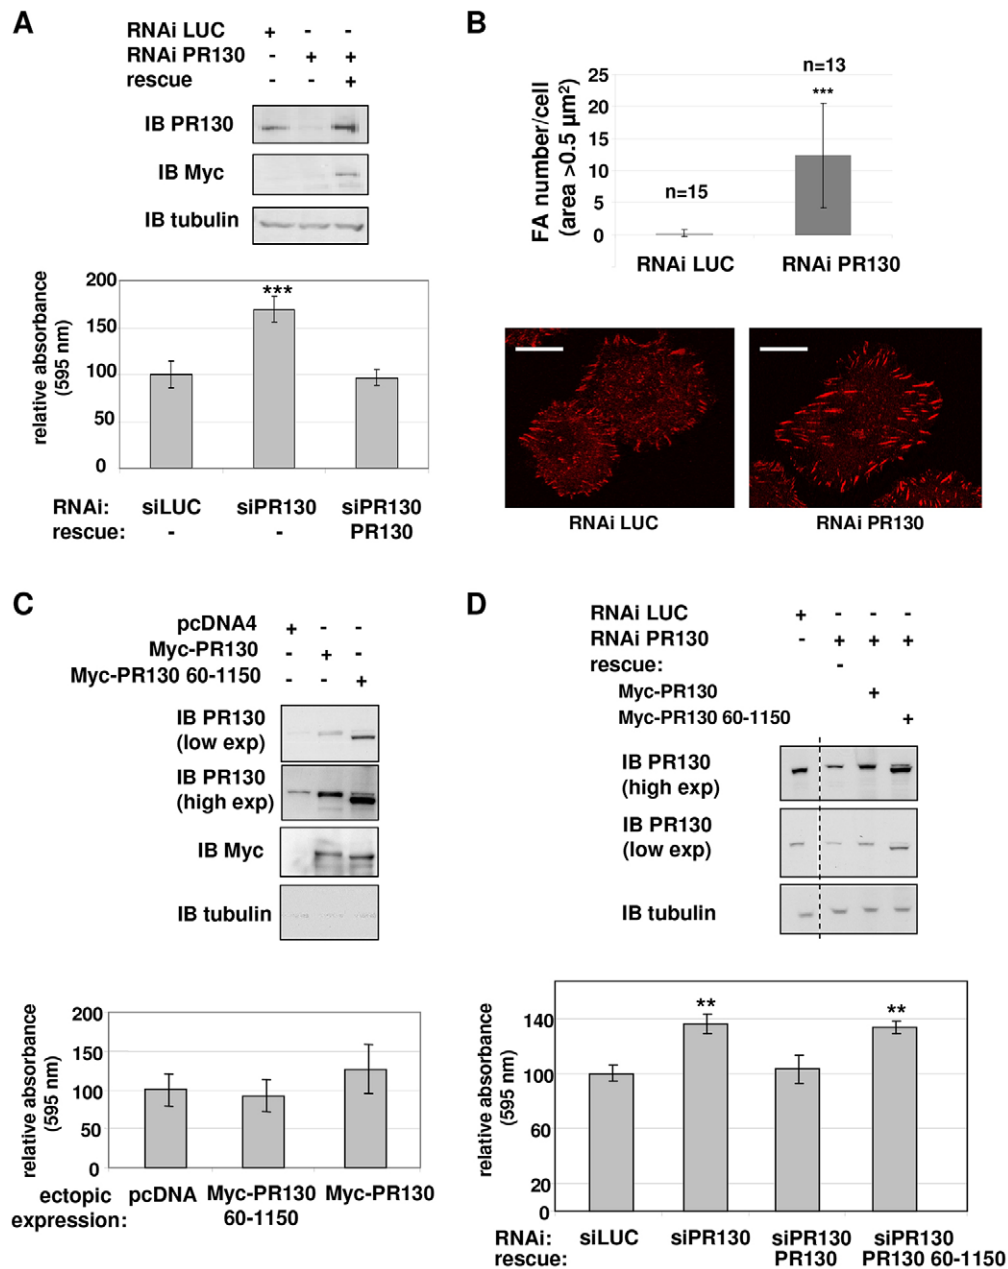 A
RNAi LUC + - -
RNAi PR130 - + +
rescue - - +
IB PR130
IB Myc
IB tubulin
relative absorbance
(595 nm)
200
150
100
50
0
***
RNAi: siLUC siPR130 siPR130
rescue: - - PR130
B
FA number/cell
(area >0.5 µm²)
25
20
15
10
5
0
n=15
n=13
***
RNAi LUC RNAi PR130
RNAi LUC RNAi PR130
C
pcDNA4 + - -
Myc-PR130 - + -
Myc-PR130 60-1150 - - +
IB PR130
(low exp)
IB PR130
(high exp)
IB Myc
IB tubulin
relative absorbance
(595 nm)
200
150
100
50
0
ectopic pcDNA Myc-PR130 Myc-PR130
expression: 60-1150
D
RNAi LUC + - - -
RNAi PR130 - + + +
rescue: -
Myc-PR130 +
Myc-PR130 60-1150 +
IB PR130
(high exp)
IB PR130
(low exp)
IB tubulin
relative absorbance
(595 nm)
140
100
60
20
0
**
**
RNAi: siLUC siPR130 siPR130 siPR130
rescue: PR130 PR130 60-1150